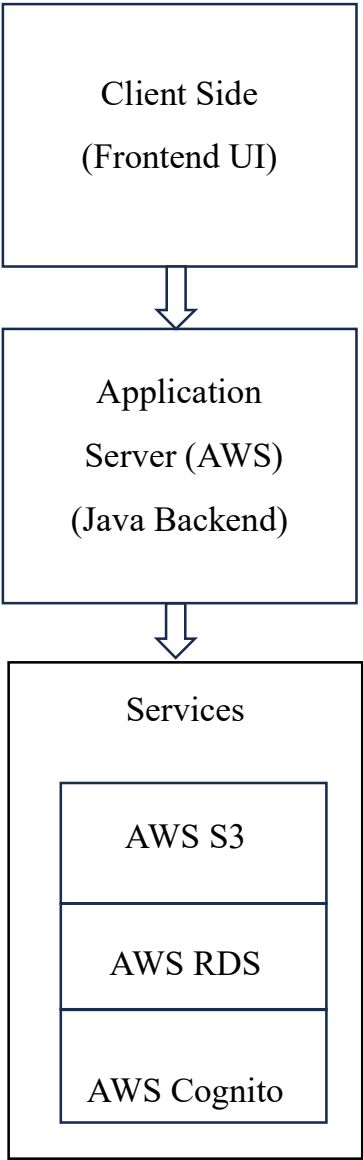 Client Side
(Frontend UI)
Application
Server (AWS)
(Java Backend)
Services
AWS S3
AWS RDS
AWS Cognito